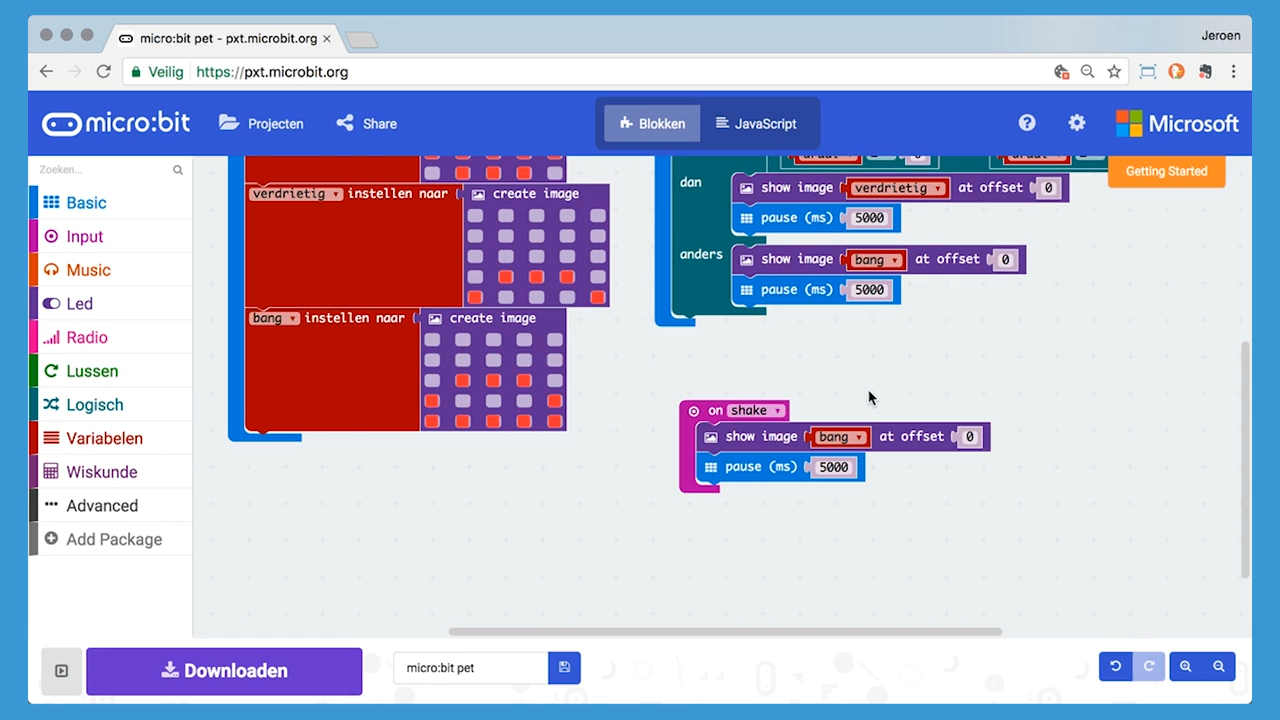 micro:bit pet - pxt.microbit.org
Jeroen
Veilig https://pxt.microbit.org
micro:bit
Projecten
Share
Blokken
JavaScript
Microsoft
Zoeken...
Basic
Input
Music
Led
Radio
Lussen
Logisch
Variabelen
Wiskunde
Advanced
Add Package
verdrietig instellen naar create image
bang instellen naar create image
Getting Started
dan
show image verdrietig at offset 0
pause (ms) 5000
anders
show image bang at offset 0
pause (ms) 5000
on shake
show image bang at offset 0
pause (ms) 5000
Downloaden
micro:bit pet